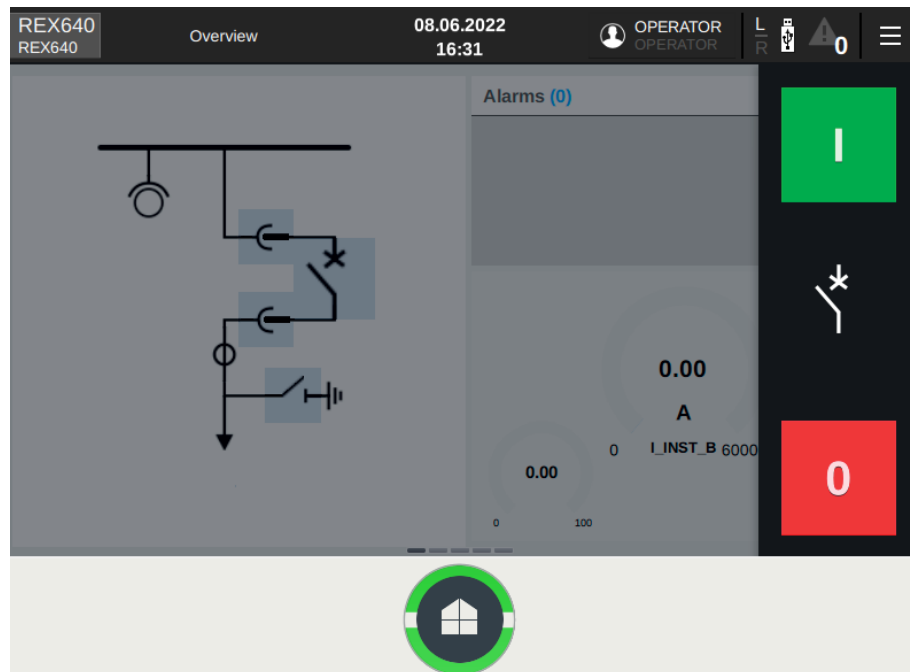 REX640
REX640
Overview
08.06.2022
16:31
OPERATOR
OPERATOR
L
R
0
Alarms (0)
I
0.00
A
0 I_INST_B 6000
0.00
0 100
0